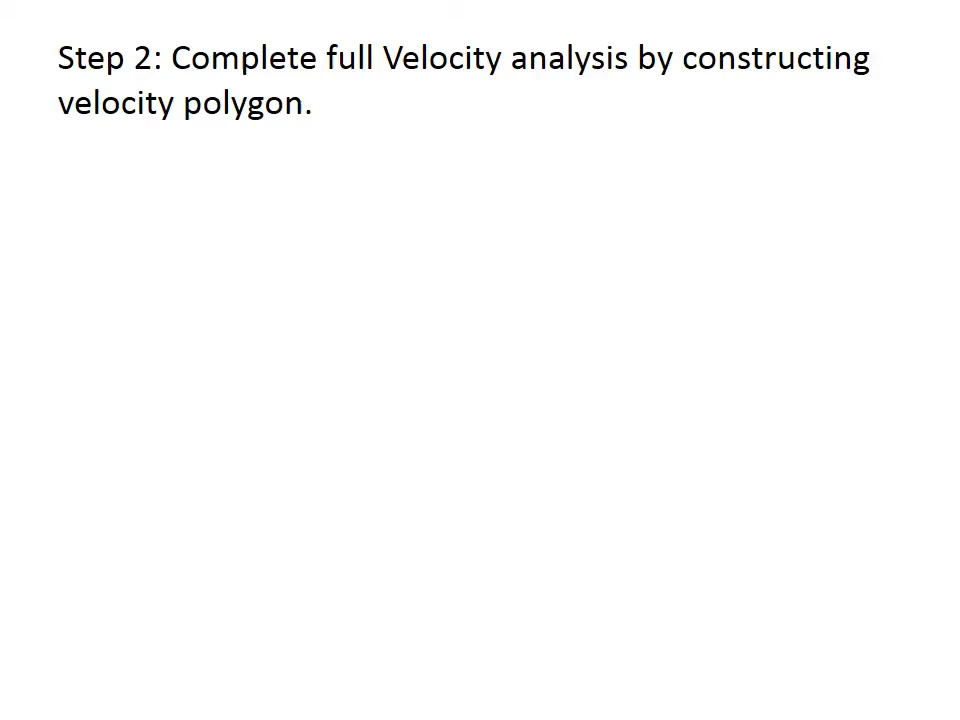 Step 2: Complete full Velocity analysis by constructing
velocity polygon.